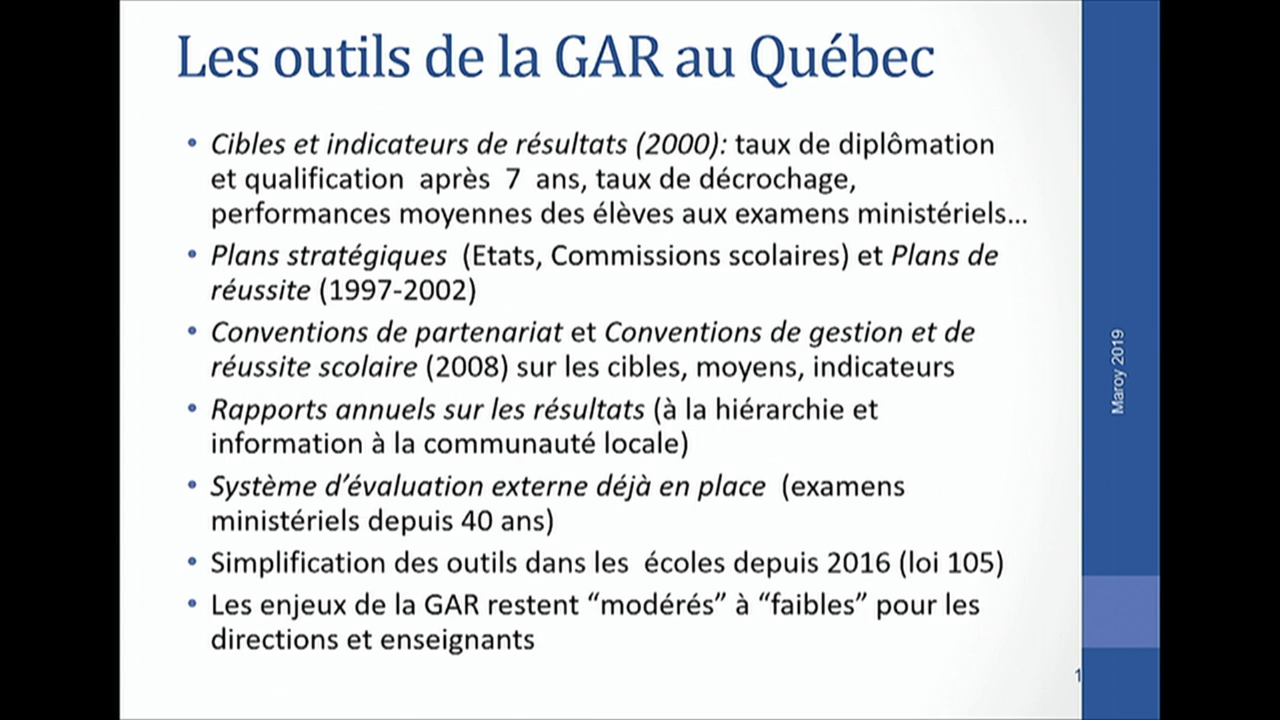 Les outils de la GAR au Québec
• Cibles et indicateurs de résultats (2000): taux de diplômation
et qualification après 7 ans, taux de décrochage,
performances moyennes des élèves aux examens ministériels...
• Plans stratégiques (Etats, Commissions scolaires) et Plans de
réussite (1997-2002)
• Conventions de partenariat et Conventions de gestion et de
réussite scolaire (2008) sur les cibles, moyens, indicateurs
• Rapports annuels sur les résultats (à la hiérarchie et
information à la communauté locale)
• Système d’évaluation externe déjà en place (examens
ministériels depuis 40 ans)
• Simplification des outils dans les écoles depuis 2016 (loi 105)
• Les enjeux de la GAR restent “modérés” à “faibles” pour les
directions et enseignants
Maroy 2019